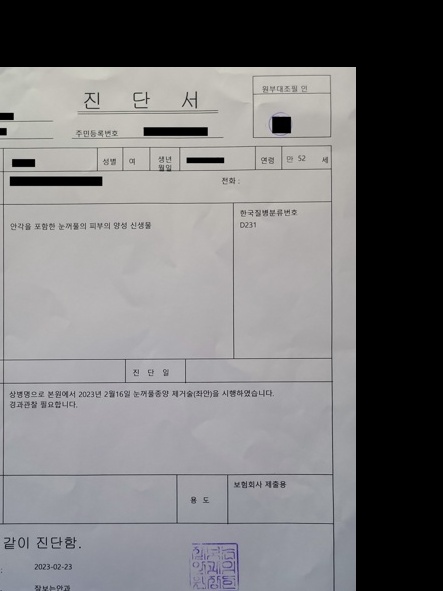 진 단 서
원부대조필 인
주민등록번호
성별 여 생년월일 연령 만 52 세
전화 :
한국질병분류번호
안각을 포함한 눈꺼풀의 피부의 양성 신생물 D231
진 단 일
상병명으로 본원에서 2023년 2월16일 눈꺼풀종양 제거술(좌안)을 시행하였습니다.
경과관찰 필요합니다.
용 도 보험회사 제출용
같이 진단함.
: 2023-02-23
잘보는안과